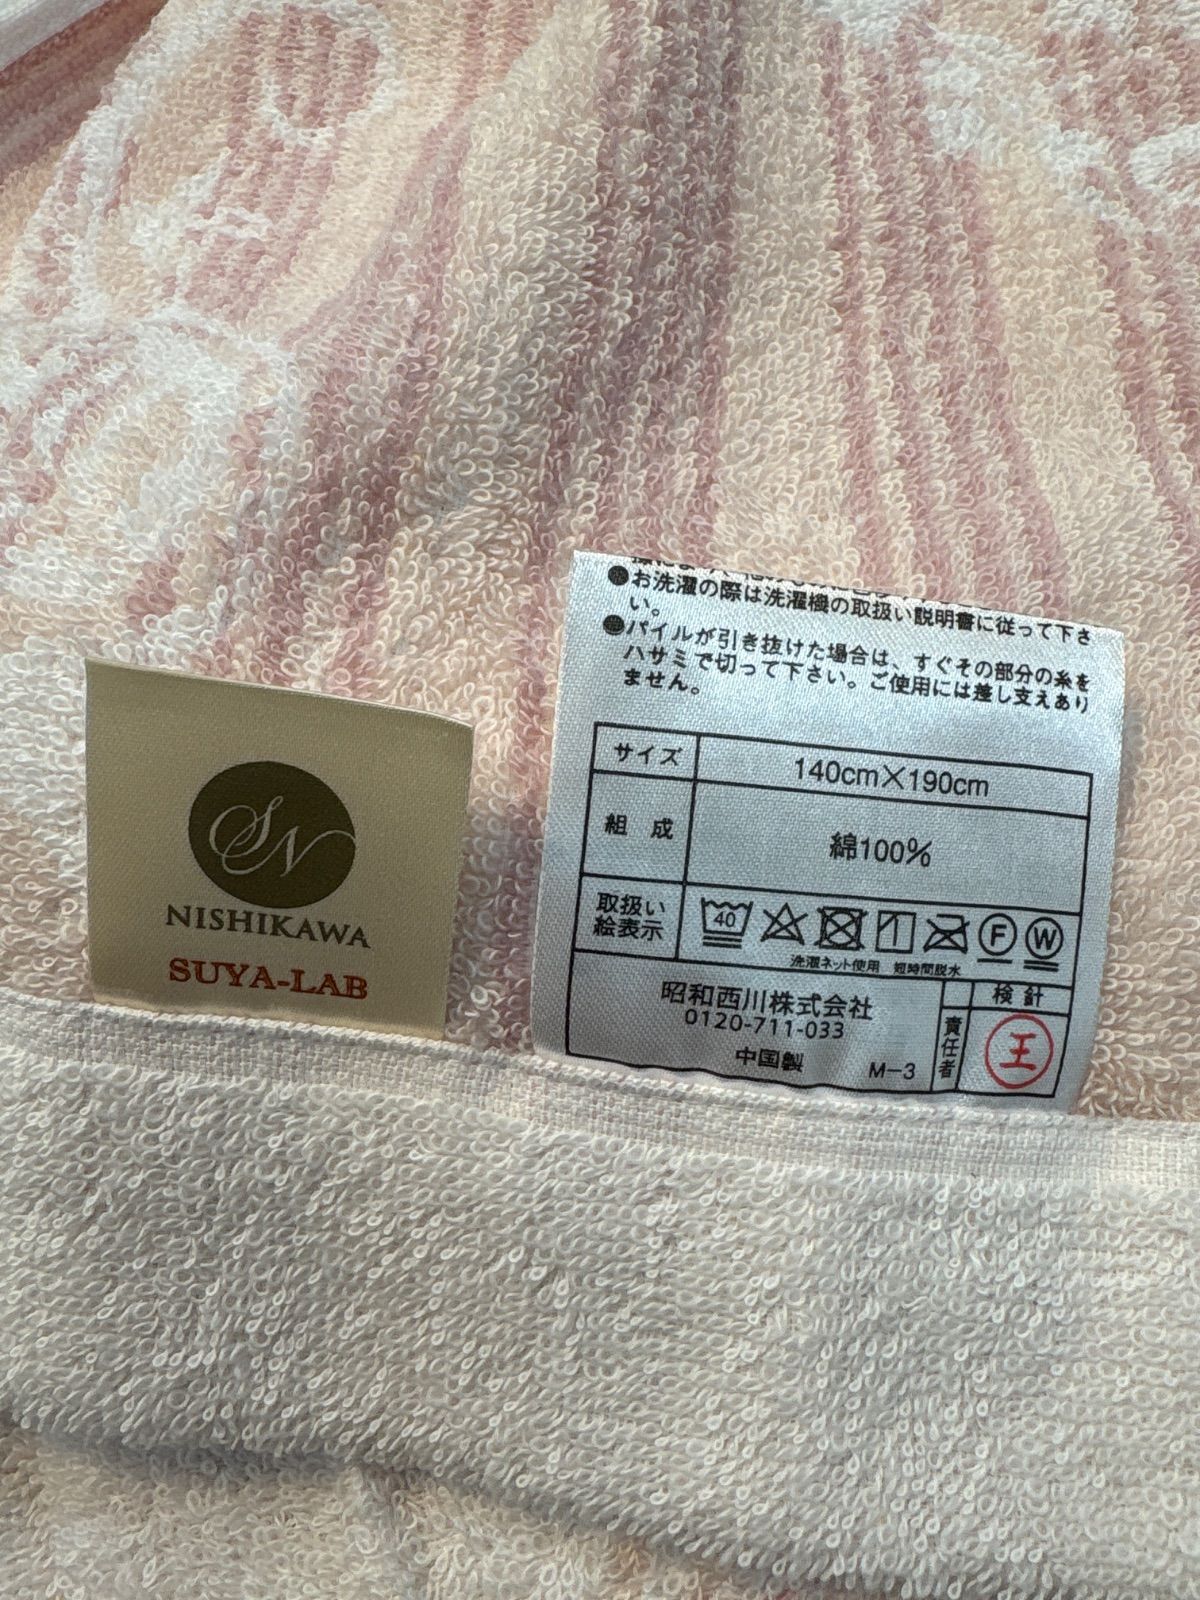 ●お洗濯の際は洗濯機の取扱い説明書に従って下さ
い。
●パイルが引き抜けた場合は、すぐその部分の糸を
ハサミで切って下さい。ご使用には差し支えあり
ません。
サイズ 140cm×190cm
組成 綿100%
取扱い
絵表示
40 F W
洗濯ネット使用 短時間脱水
昭和西川株式会社
0120-711-033
中国製 M-3
責任者
検針
王
SN
NISHIKAWA
SUYA-LAB